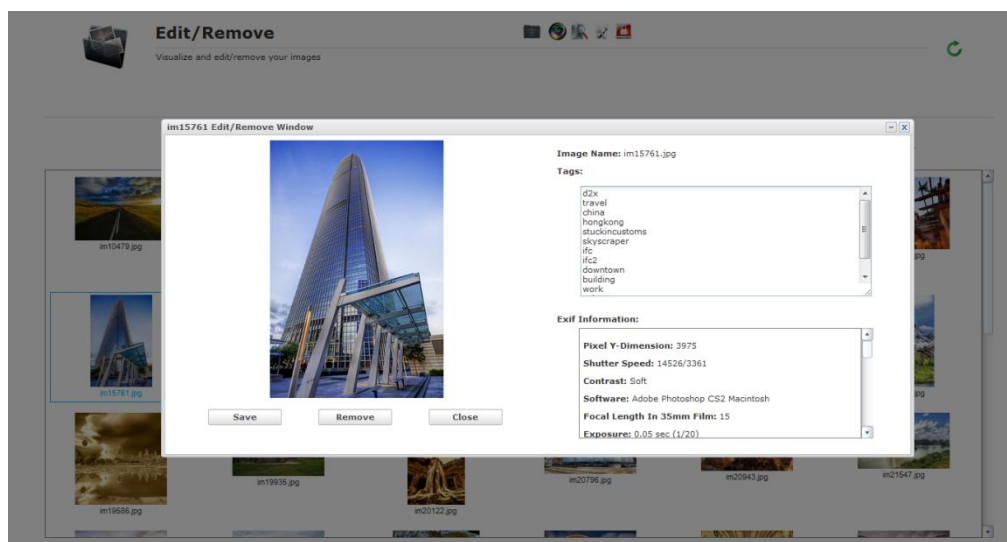 Edit/Remove
Visualize and edit/remove your images
im15761 Edit/Remove Window
Image Name: im15761.jpg
Tags:
d2x
travel
china
hongkong
stuckincustoms
skyscraper
ifc
ifc2
downtown
building
work
Exif Information:
Pixel Y-Dimension: 3975
Shutter Speed: 14526/3361
Contrast: Soft
Software: Adobe Photoshop CS2 Macintosh
Focal Length In 35mm Film: 15
Exposure: 0.05 sec (1/20)
Save Remove Close
im10479.jpg
jpg
im15761.jpg
jpg
im19586.jpg
im19935.jpg
im20122.jpg
im20796.jpg
im20943.jpg
im21547.jpg